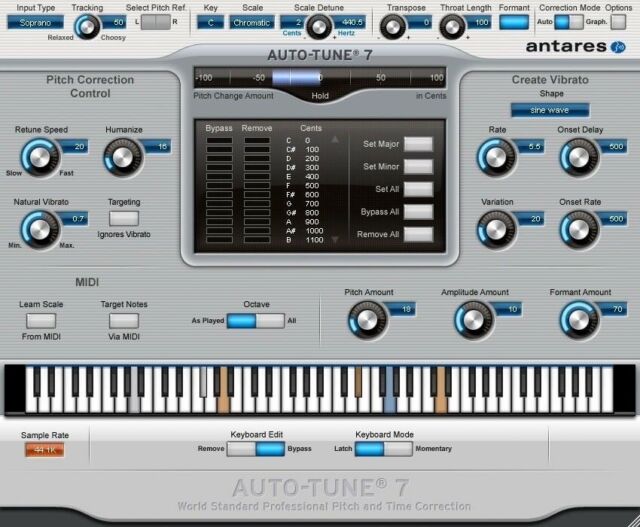 Input Type
Tracking
Select Pitch Ref.
Key
Scale
Scale Detune
Transpose
Throat Length
Formant
Correction Mode
Options
Soprano
50
L
R
C
Chromatic
2
440.5
0
100
Auto
Graph.
Relaxed
Choosy
Cents
Hertz
antares
AUTO-TUNE® 7
-100
-50
0
50
100
Pitch Change Amount
Hold
in Cents
Pitch Correction
Control
Create Vibrato
Shape
sine wave
Retune Speed
Humanize
20
16
Slow
Fast
Natural Vibrato
Targeting
0.7
Min.
Max.
Ignores Vibrato
Bypass Remove Cents
C 0
C# 100
D 200
D# 300
E 400
F 500
F# 600
G 700
G# 800
A 900
A# 1000
B 1100
Set Major
Set Minor
Set All
Bypass All
Remove All
Rate
Onset Delay
5.5
500
Variation
Onset Rate
20
500
MIDI
Learn Scale
Target Notes
Octave
From MIDI
Via MIDI
As Played
All
Pitch Amount
Amplitude Amount
Formant Amount
18
10
70
Sample Rate
44.1k
Keyboard Edit
Remove
Bypass
Keyboard Mode
Latch
Momentary
AUTO-TUNE® 7
World Standard Professional Pitch and Time Correction